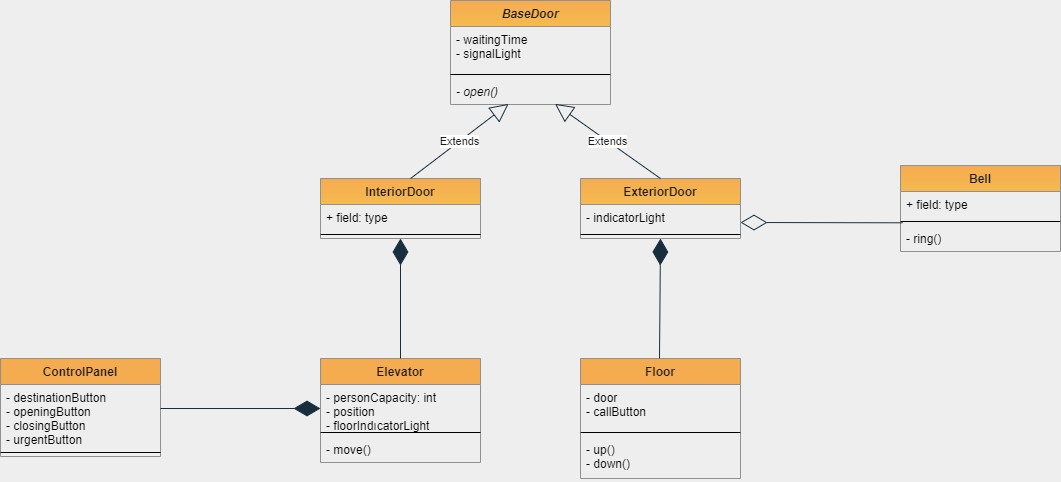 BaseDoor
- waitingTime
- signalLight
- open()
Extends
Extends
InteriorDoor
+ field: type
ExteriorDoor
- indicatorLight
Bell
+ field: type
- ring()
ControlPanel
- destinationButton
- openingButton
- closingButton
- urgentButton
Elevator
- personCapacity: int
- position
- floorIndicatorLight
- move()
Floor
- door
- callButton
- up()
- down()